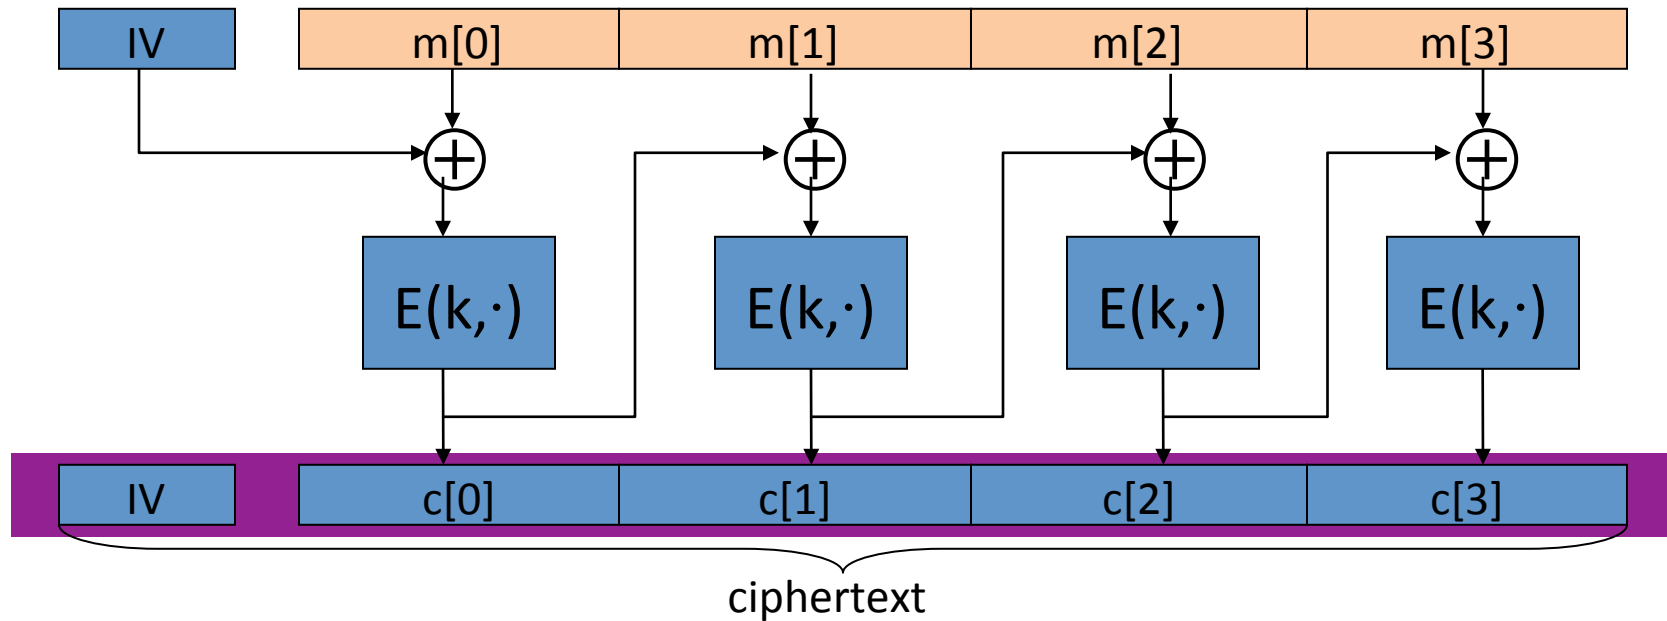 IV m[0] m[1] m[2] m[3]
E(k,·) E(k,·) E(k,·) E(k,·)
IV c[0] c[1] c[2] c[3]
ciphertext